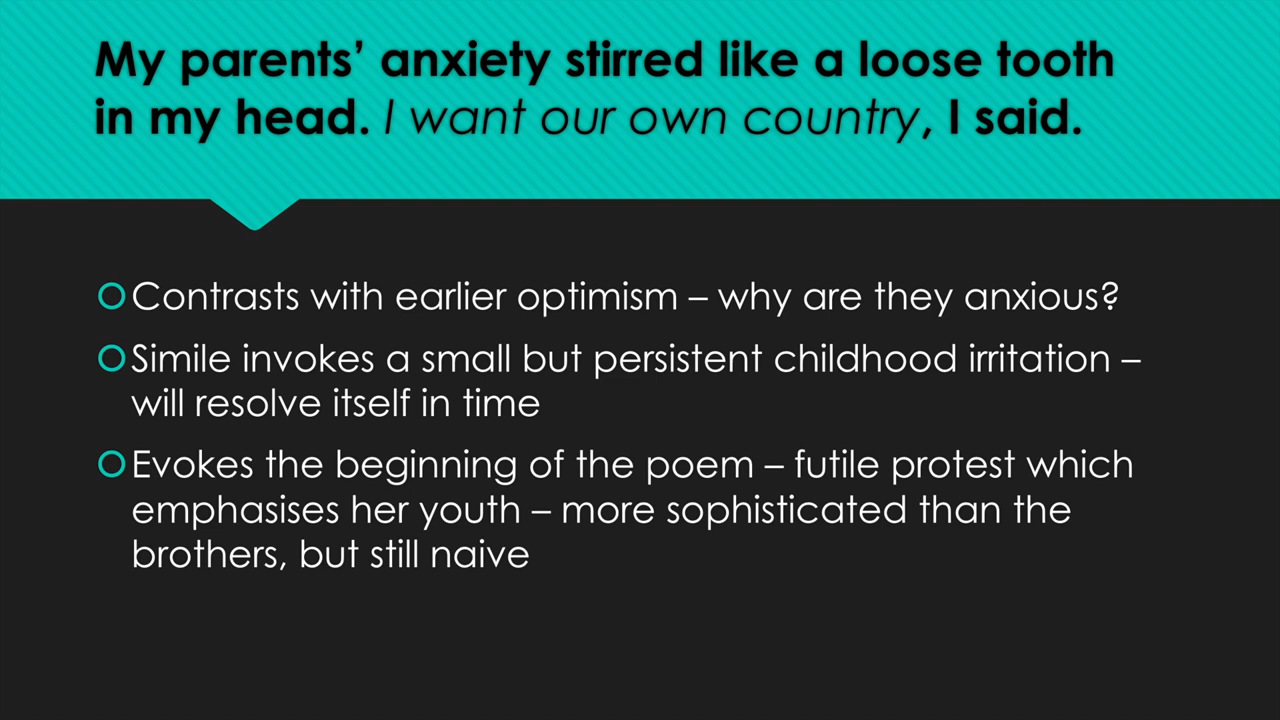 My parents’ anxiety stirred like a loose tooth
in my head. I want our own country, I said.
Contrasts with earlier optimism – why are they anxious?
Simile invokes a small but persistent childhood irritation –
will resolve itself in time
Evokes the beginning of the poem – futile protest which
emphasises her youth – more sophisticated than the
brothers, but still naive